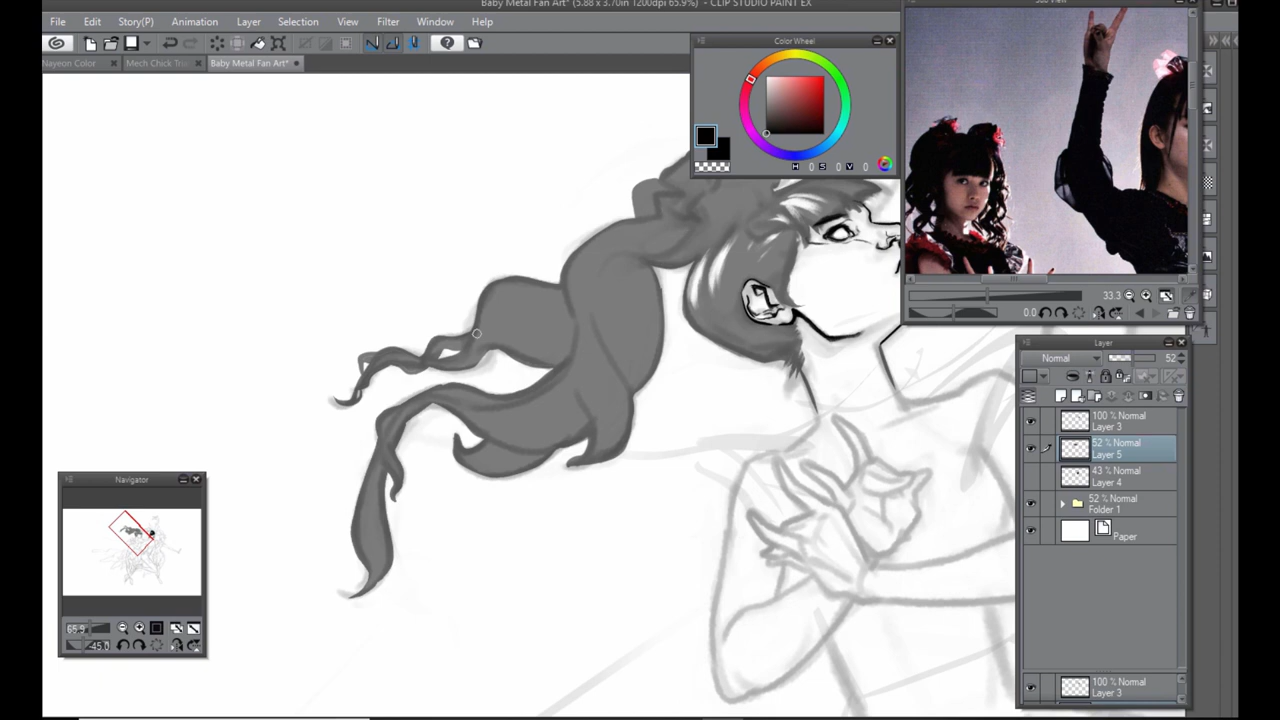 Baby Metal Fan Art* (5.88 x 3.70in 1200dpi 65.9%) - CLIP STUDIO PAINT EX
File Edit Story(P) Animation Layer Selection View Filter Window Help
Nayeon Color Mech Chick Baby Metal Fan Art*
Color Wheel
H 0 S 0 V 0
33.3
0.0
Layer
Normal 52
100 % Normal
Layer 3
52 % Normal
Layer 5
43 % Normal
Layer 4
52 % Normal
Folder 1
Paper
100 % Normal
Layer 3
Navigator
65.9
-45.0